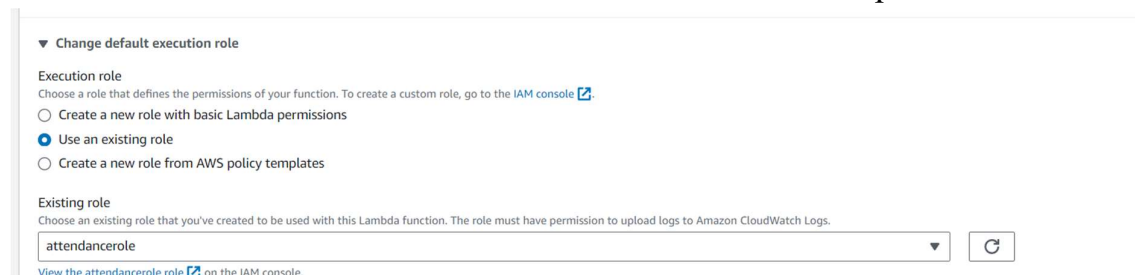 Change default execution role
Execution role
Choose a role that defines the permissions of your function. To create a custom role, go to the IAM console.
Create a new role with basic Lambda permissions
Use an existing role
Create a new role from AWS policy templates
Existing role
Choose an existing role that you've created to be used with this Lambda function. The role must have permission to upload logs to Amazon CloudWatch Logs.
attendancerole
View the attendancerole role on the IAM console.